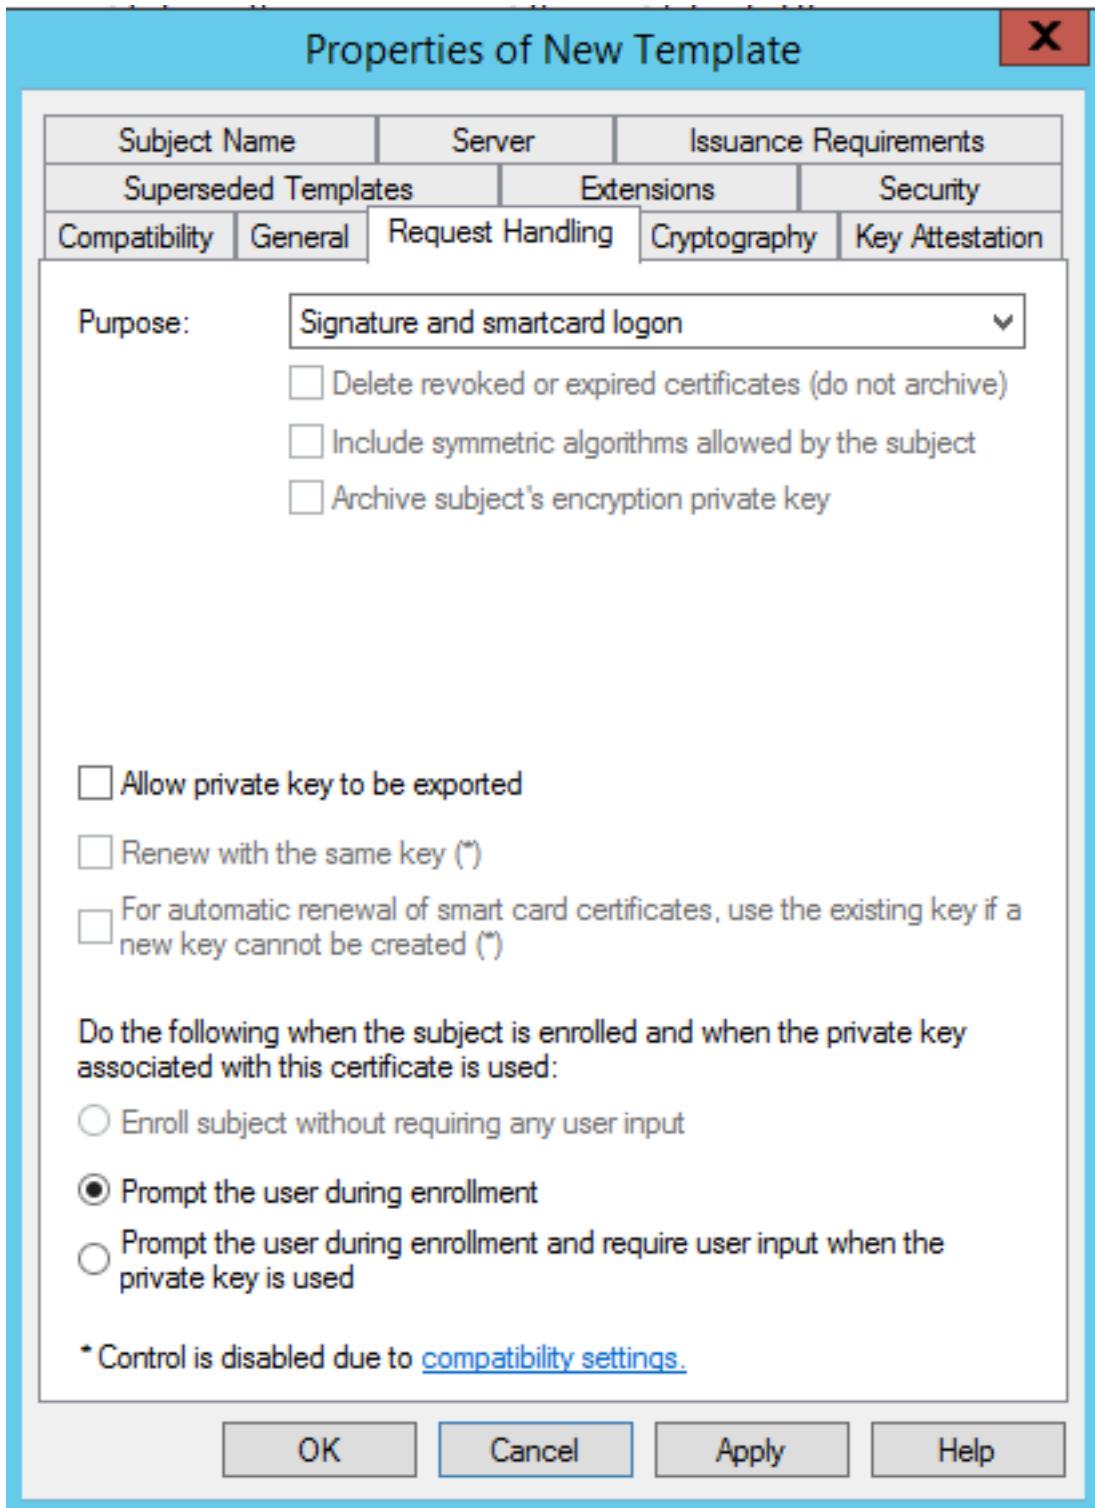 Properties of New Template
X
Subject Name
Server
Issuance Requirements
Superseded Templates
Extensions
Security
Compatibility
General
Request Handling
Cryptography
Key Attestation
Purpose:
Signature and smartcard logon
Delete revoked or expired certificates (do not archive)
Include symmetric algorithms allowed by the subject
Archive subject's encryption private key
Allow private key to be exported
Renew with the same key (*)
For automatic renewal of smart card certificates, use the existing key if a
new key cannot be created (*)
Do the following when the subject is enrolled and when the private key
associated with this certificate is used:
Enroll subject without requiring any user input
Prompt the user during enrollment
Prompt the user during enrollment and require user input when the
private key is used
* Control is disabled due to compatibility settings.
OK
Cancel
Apply
Help